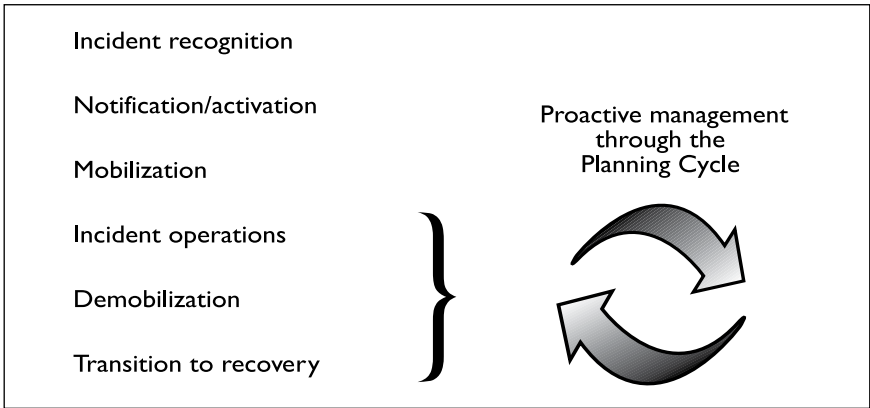 Incident recognition
Notification/activation
Mobilization
Incident operations
Demobilization
Transition to recovery
Proactive management
through the
Planning Cycle